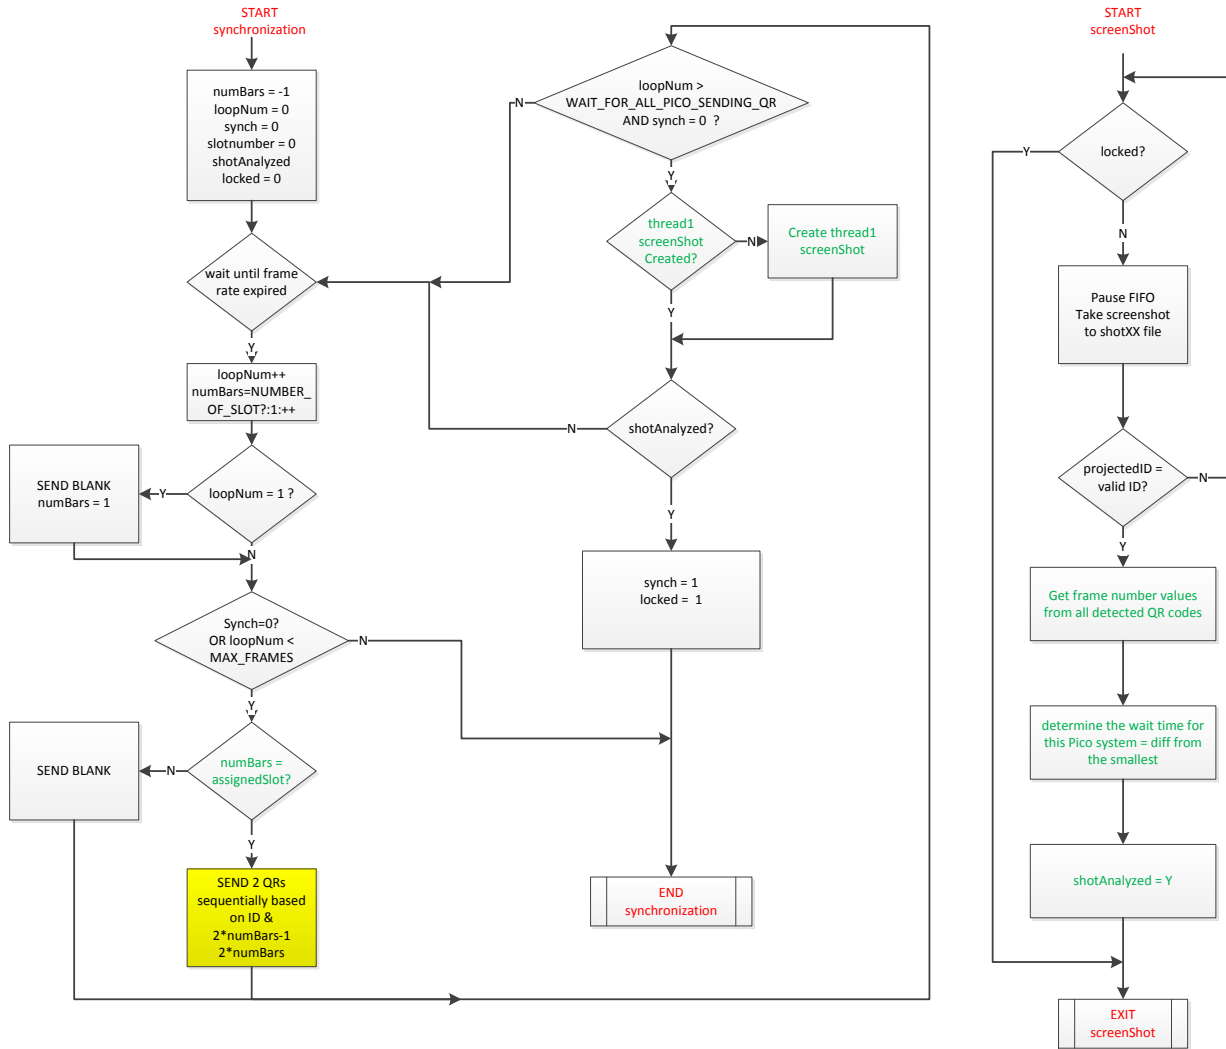 START
synchronization
numBars = -1
loopNum = 0
synch = 0
slotnumber = 0
shotAnalyzed
locked = 0
wait until frame
rate expired
Y
loopNum++
numBars=NUMBER_
OF_SLOT?:1:++
loopNum = 1 ?
Y
SEND BLANK
numBars = 1
N
Synch=0?
OR loopNum <
MAX_FRAMES
N
Y
numBars =
assignedSlot?
N
SEND BLANK
Y
SEND 2 QRs
sequentially based
on ID &
2*numBars-1
2*numBars
loopNum >
WAIT_FOR_ALL_PICO_SENDING_QR
AND synch = 0  ?
N
Y
thread1
screenShot
Created?
N
Create thread1
screenShot
Y
shotAnalyzed?
N
Y
synch = 1
locked =  1
END
synchronization
START
screenShot
locked?
Y
N
Pause FIFO
Take screenshot
to shotXX file
projectedID =
valid ID?
N
Y
Get frame number values
from all detected QR codes
determine the wait time for
this Pico system = diff from
the smallest
shotAnalyzed = Y
EXIT
screenShot